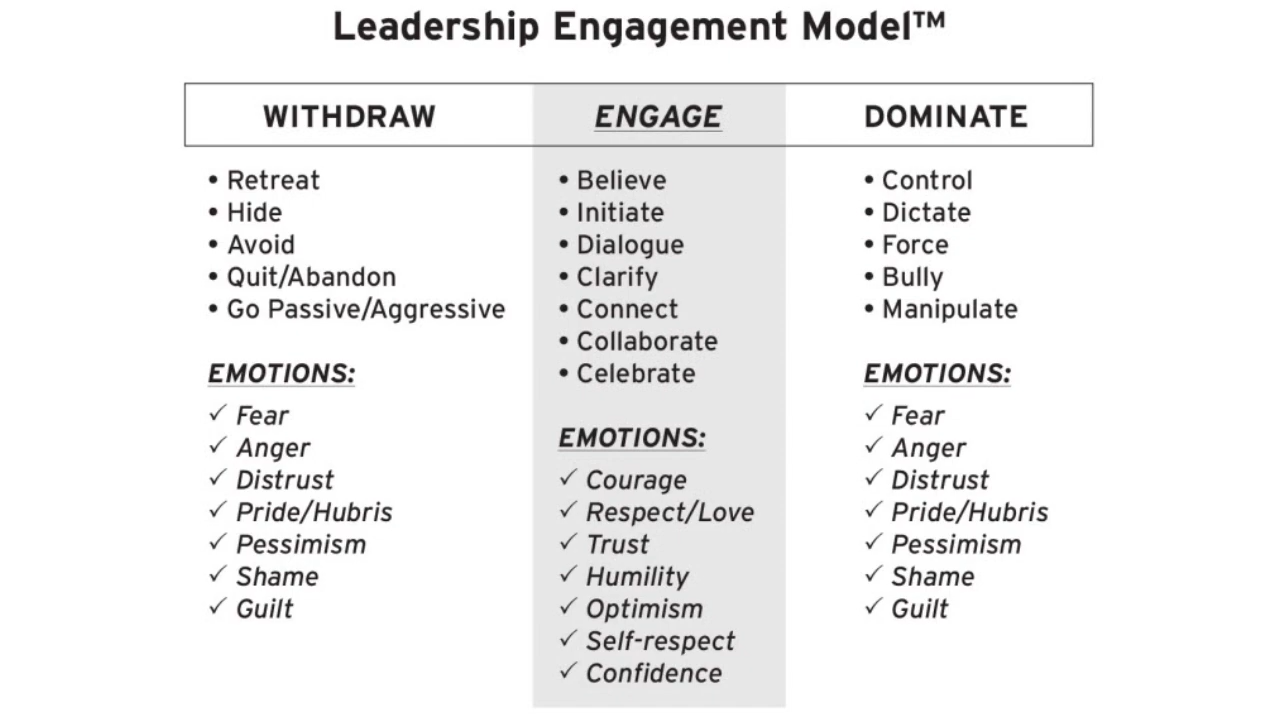 Leadership Engagement Model™
WITHDRAW
• Retreat
• Hide
• Avoid
• Quit/Abandon
• Go Passive/Aggressive
EMOTIONS:
✓ Fear
✓ Anger
✓ Distrust
✓ Pride/Hubris
✓ Pessimism
✓ Shame
✓ Guilt
ENGAGE
• Believe
• Initiate
• Dialogue
• Clarify
• Connect
• Collaborate
• Celebrate
EMOTIONS:
✓ Courage
✓ Respect/Love
✓ Trust
✓ Humility
✓ Optimism
✓ Self-respect
✓ Confidence
DOMINATE
• Control
• Dictate
• Force
• Bully
• Manipulate
EMOTIONS:
✓ Fear
✓ Anger
✓ Distrust
✓ Pride/Hubris
✓ Pessimism
✓ Shame
✓ Guilt